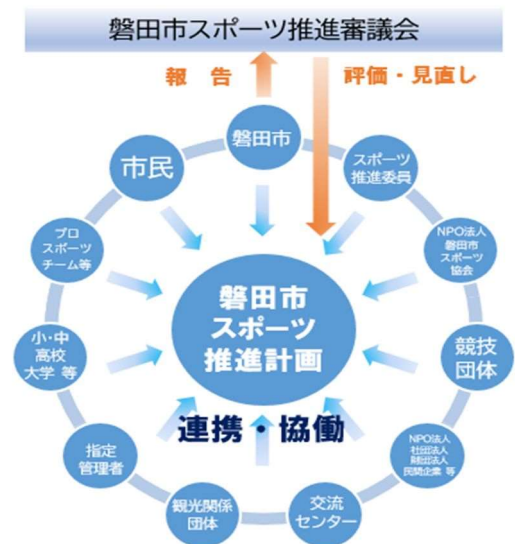 磐田市スポーツ推進審議会
報 告
評価・見直し
磐田市
スポーツ
推進委員
NPO法人
磐田市
スポーツ
協会
競技
団体
NPO法人
社団法人
財団法人
民間企業 等
交流
センター
観光関係
団体
指定
管理者
小・中
高校
大学 等
プロ
スポーツ
チーム等
市民
磐田市
スポーツ
推進計画
連携・協働